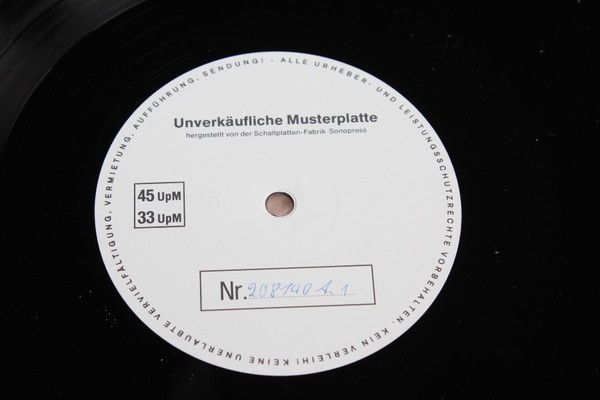 Unverkäufliche Musterplatte
hergestellt von der Schallplatten-Fabrik Sonopress
45 UpM
33 UpM
Nr. 208140 A 1
ALLE URHEBER- UND LEISTUNGSSCHUTZRECHTE VORBEHALTEN. KEIN VERLEIH! KEINE UNERLAUBTE VERVIELFÄLTIGUNG, VERMIETUNG, AUFFÜHRUNG, SENDUNG! -